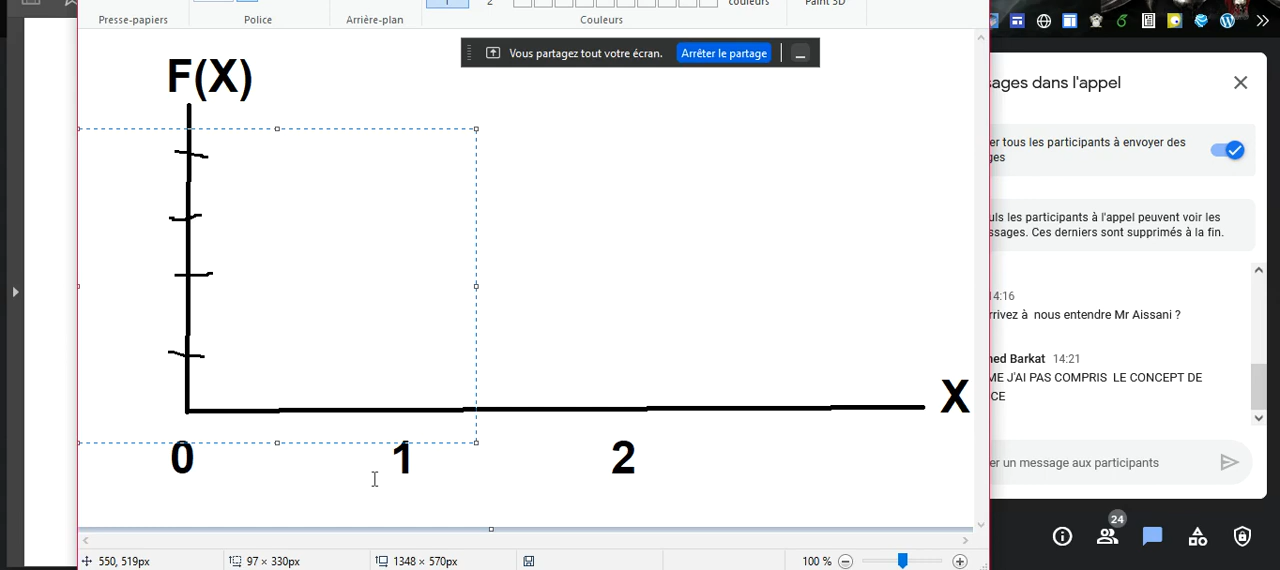 couleurs
Paint 3D
Presse-papiers
Police
Arrière-plan
1
2
Couleurs
Vous partagez tout votre écran.
Arrêter le partage
F(X)
X
0
1
2
550, 519px
97 × 330px
1348 × 570px
100 %
sages dans l'appel
er tous les participants à envoyer des
ges
uls les participants à l'appel peuvent voir les
ssages. Ces derniers sont supprimés à la fin.
14:16
rrivez à nous entendre Mr Aissani ?
ned Barkat 14:21
ME J'AI PAS COMPRIS LE CONCEPT DE
CE
er un message aux participants
24